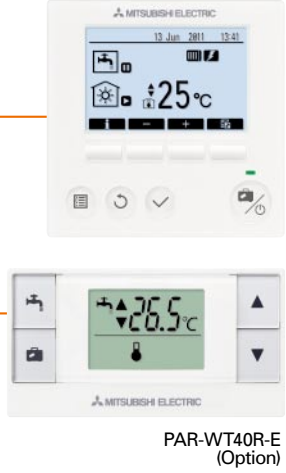 MITSUBISHI ELECTRIC
13 Jun 2011 13:41
25°C
i − +
MITSUBISHI ELECTRIC
26.5°C
PAR-WT40R-E
(Option)